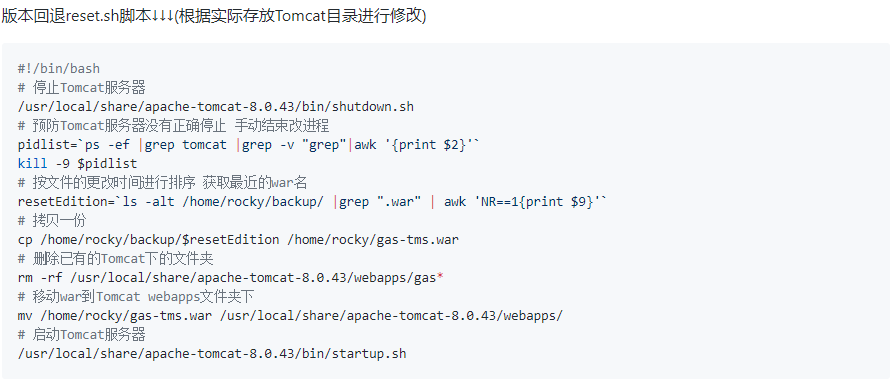 版本回退reset.sh脚本↓↓↓(根据实际存放Tomcat目录进行修改)
#!/bin/bash
# 停止Tomcat服务器
/usr/local/share/apache-tomcat-8.0.43/bin/shutdown.sh
# 预防Tomcat服务器没有正确停止 手动结束改进程
pidlist=`ps -ef |grep tomcat |grep -v "grep"|awk '{print $2}'`
kill -9 $pidlist
# 按文件的更改时间进行排序 获取最近的war名
resetEdition=`ls -alt /home/rocky/backup/ |grep ".war" | awk 'NR==1{print $9}'`
# 拷贝一份
cp /home/rocky/backup/$resetEdition /home/rocky/gas-tms.war
# 删除已有的Tomcat下的文件夹
rm -rf /usr/local/share/apache-tomcat-8.0.43/webapps/gas*
# 移动war到Tomcat webapps文件夹下
mv /home/rocky/gas-tms.war /usr/local/share/apache-tomcat-8.0.43/webapps/
# 启动Tomcat服务器
/usr/local/share/apache-tomcat-8.0.43/bin/startup.sh